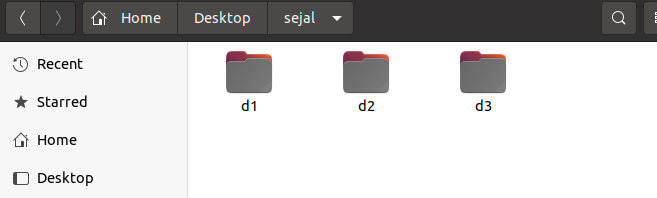 Home Desktop sejal
Recent
Starred
Home
Desktop
d1 d2 d3